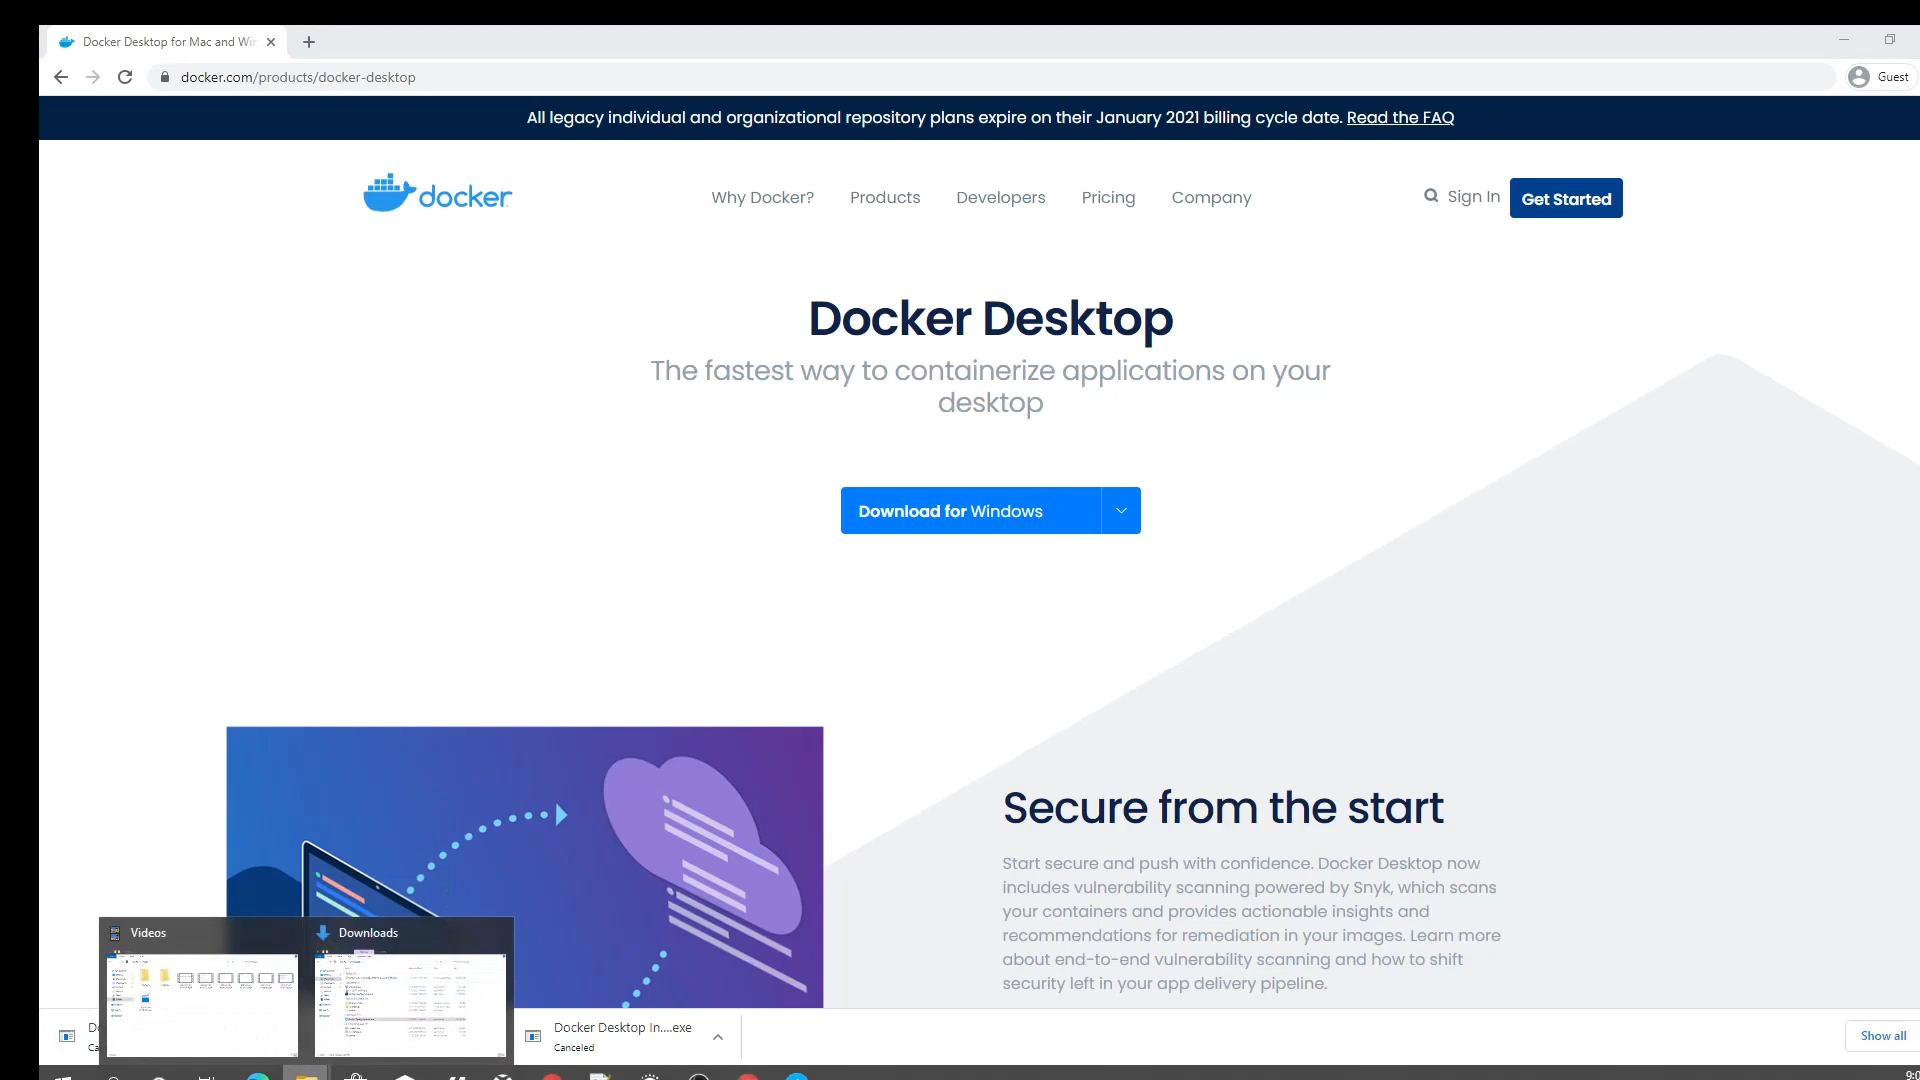 Docker Desktop for Mac and Win
docker.com/products/docker-desktop
Guest
All legacy individual and organizational repository plans expire on their January 2021 billing cycle date. Read the FAQ
docker
Why Docker?
Products
Developers
Pricing
Company
Sign In
Get Started
Docker Desktop
The fastest way to containerize applications on your
desktop
Download for Windows
Secure from the start
Start secure and push with confidence. Docker Desktop now
includes vulnerability scanning powered by Snyk, which scans
your containers and provides actionable insights and
recommendations for remediation in your images. Learn more
about end-to-end vulnerability scanning and how to shift
security left in your app delivery pipeline.
Videos
Downloads
Docker Desktop In....exe
Canceled
Show all